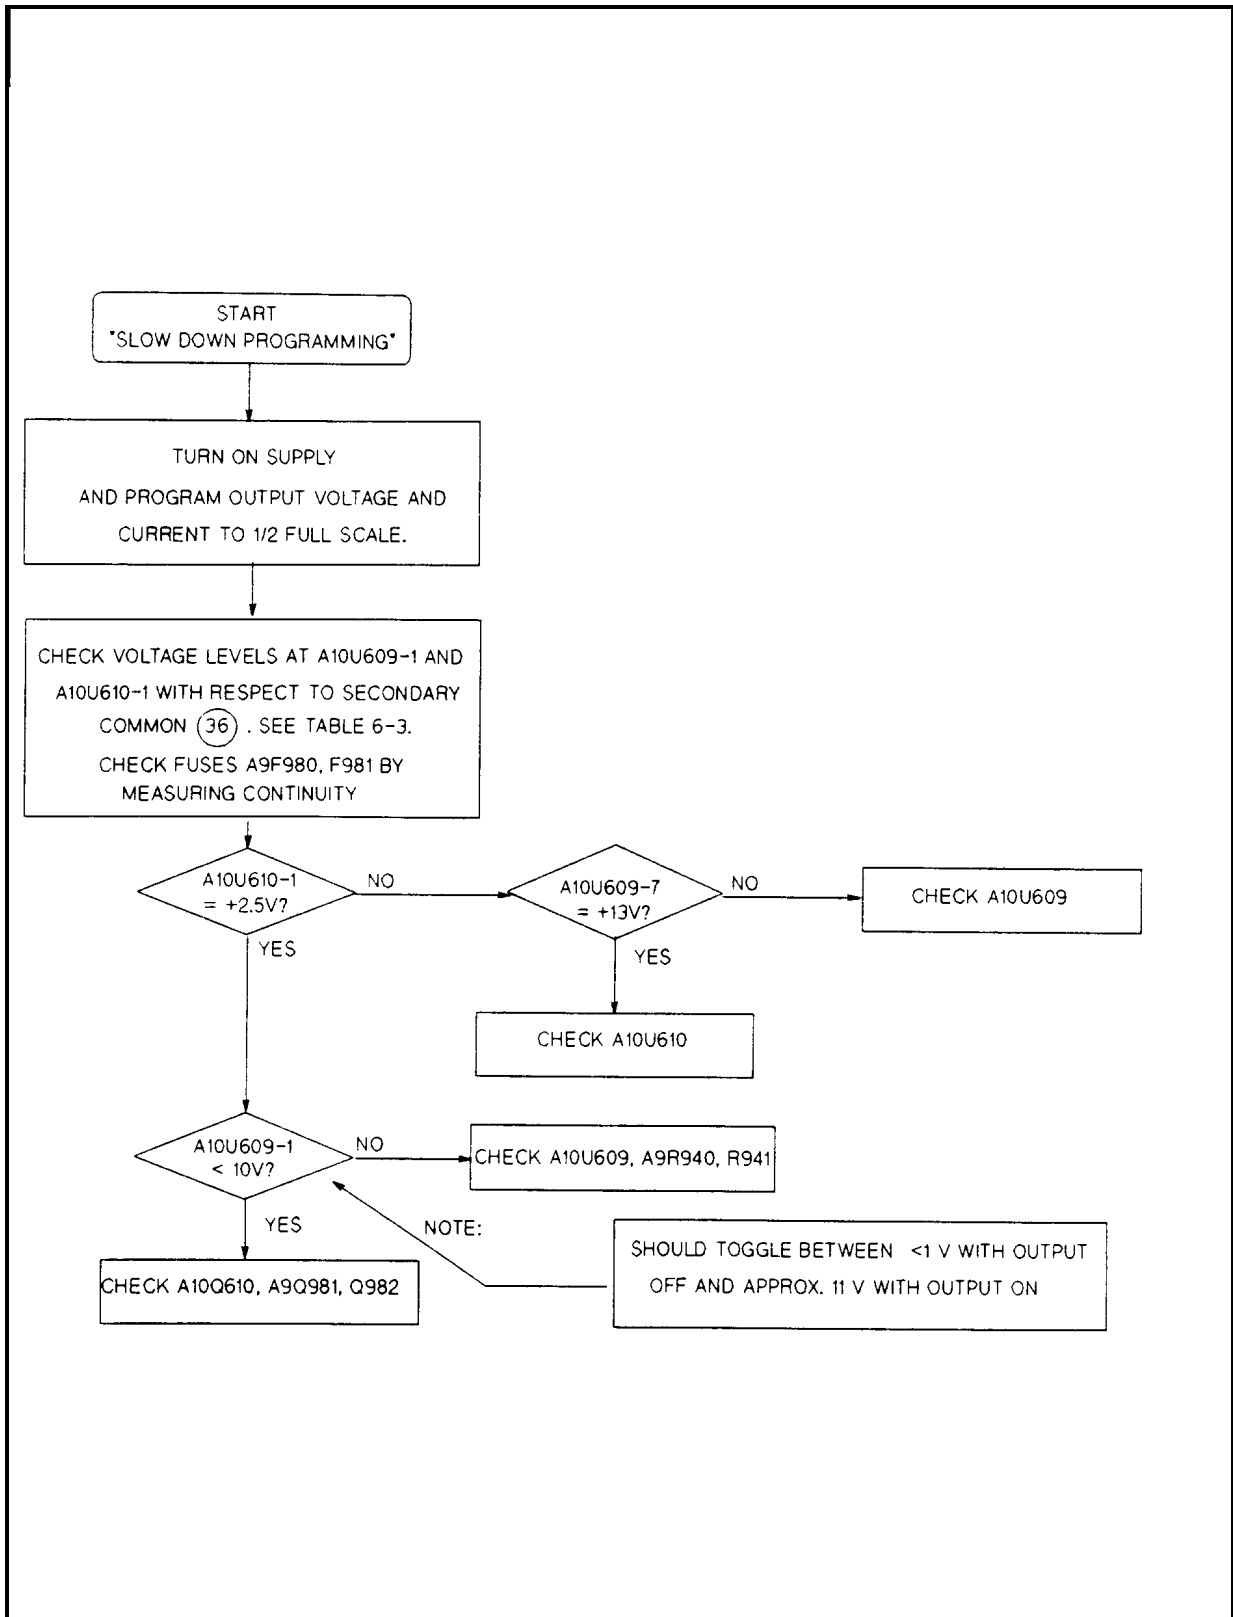 START
"SLOW DOWN PROGRAMMING"
TURN ON SUPPLY
AND PROGRAM OUTPUT VOLTAGE AND
CURRENT TO 1/2 FULL SCALE.
CHECK VOLTAGE LEVELS AT A10U609-1 AND
A10U610-1 WITH RESPECT TO SECONDARY
COMMON 36 . SEE TABLE 6-3.
CHECK FUSES A9F980, F981 BY
MEASURING CONTINUITY
A10U610-1
= +2.5V?
NO
A10U609-7
= +13V?
NO
CHECK A10U609
YES
YES
CHECK A10U610
A10U609-1
< 10V?
NO
CHECK A10U609, A9R940, R941
YES
NOTE:
SHOULD TOGGLE BETWEEN <1 V WITH OUTPUT
OFF AND APPROX. 11 V WITH OUTPUT ON
CHECK A10Q610, A9Q981, Q982